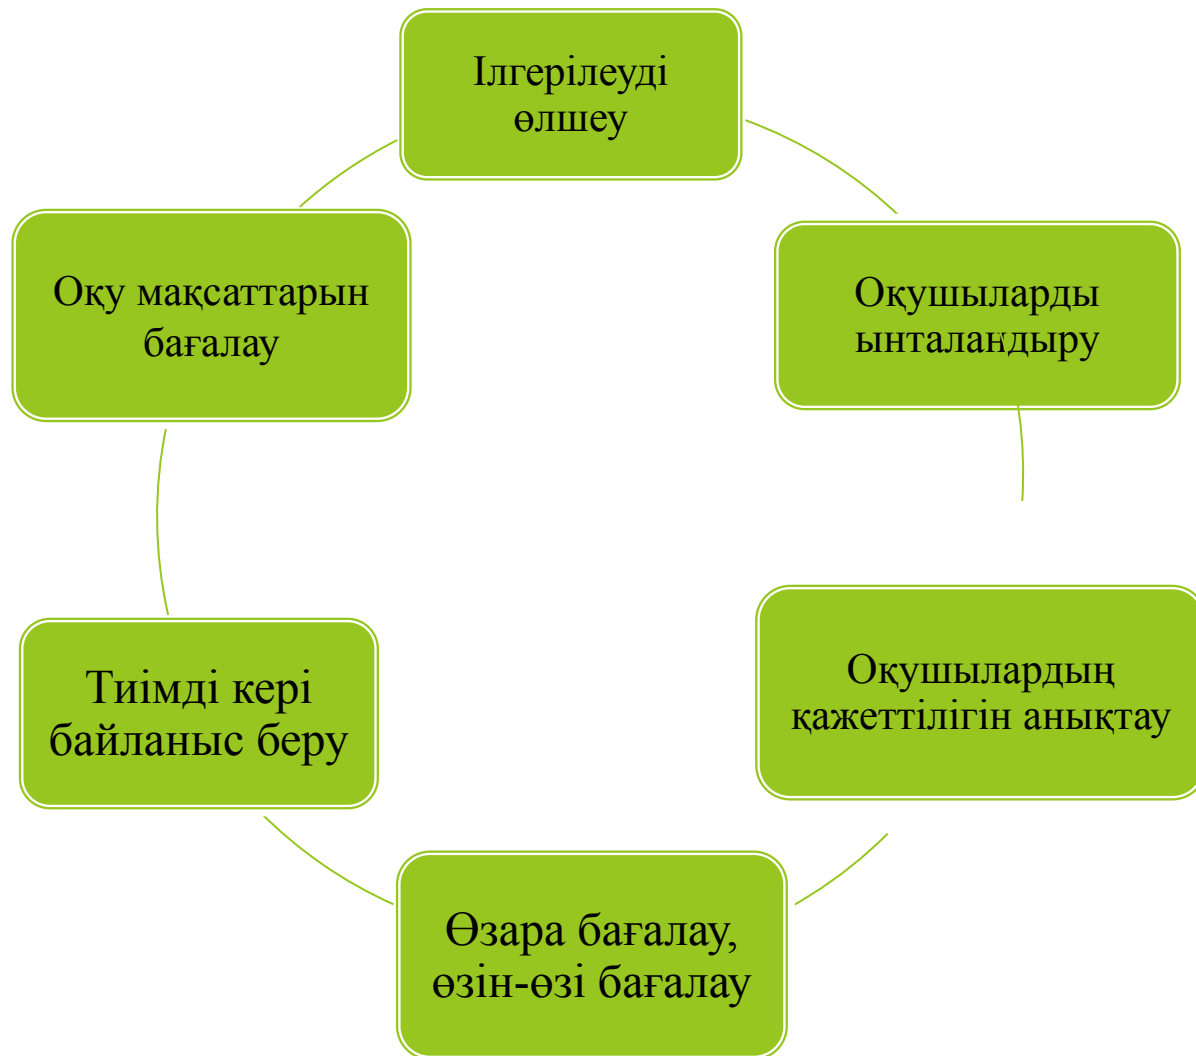 Ілгерілеуді
өлшеу
Оқушыларды
ынталандыру
Оқушылардың
қажеттілігін анықтау
Өзара бағалау,
өзін-өзі бағалау
Тиімді кері
байланыс беру
Оқу мақсаттарын
бағалау